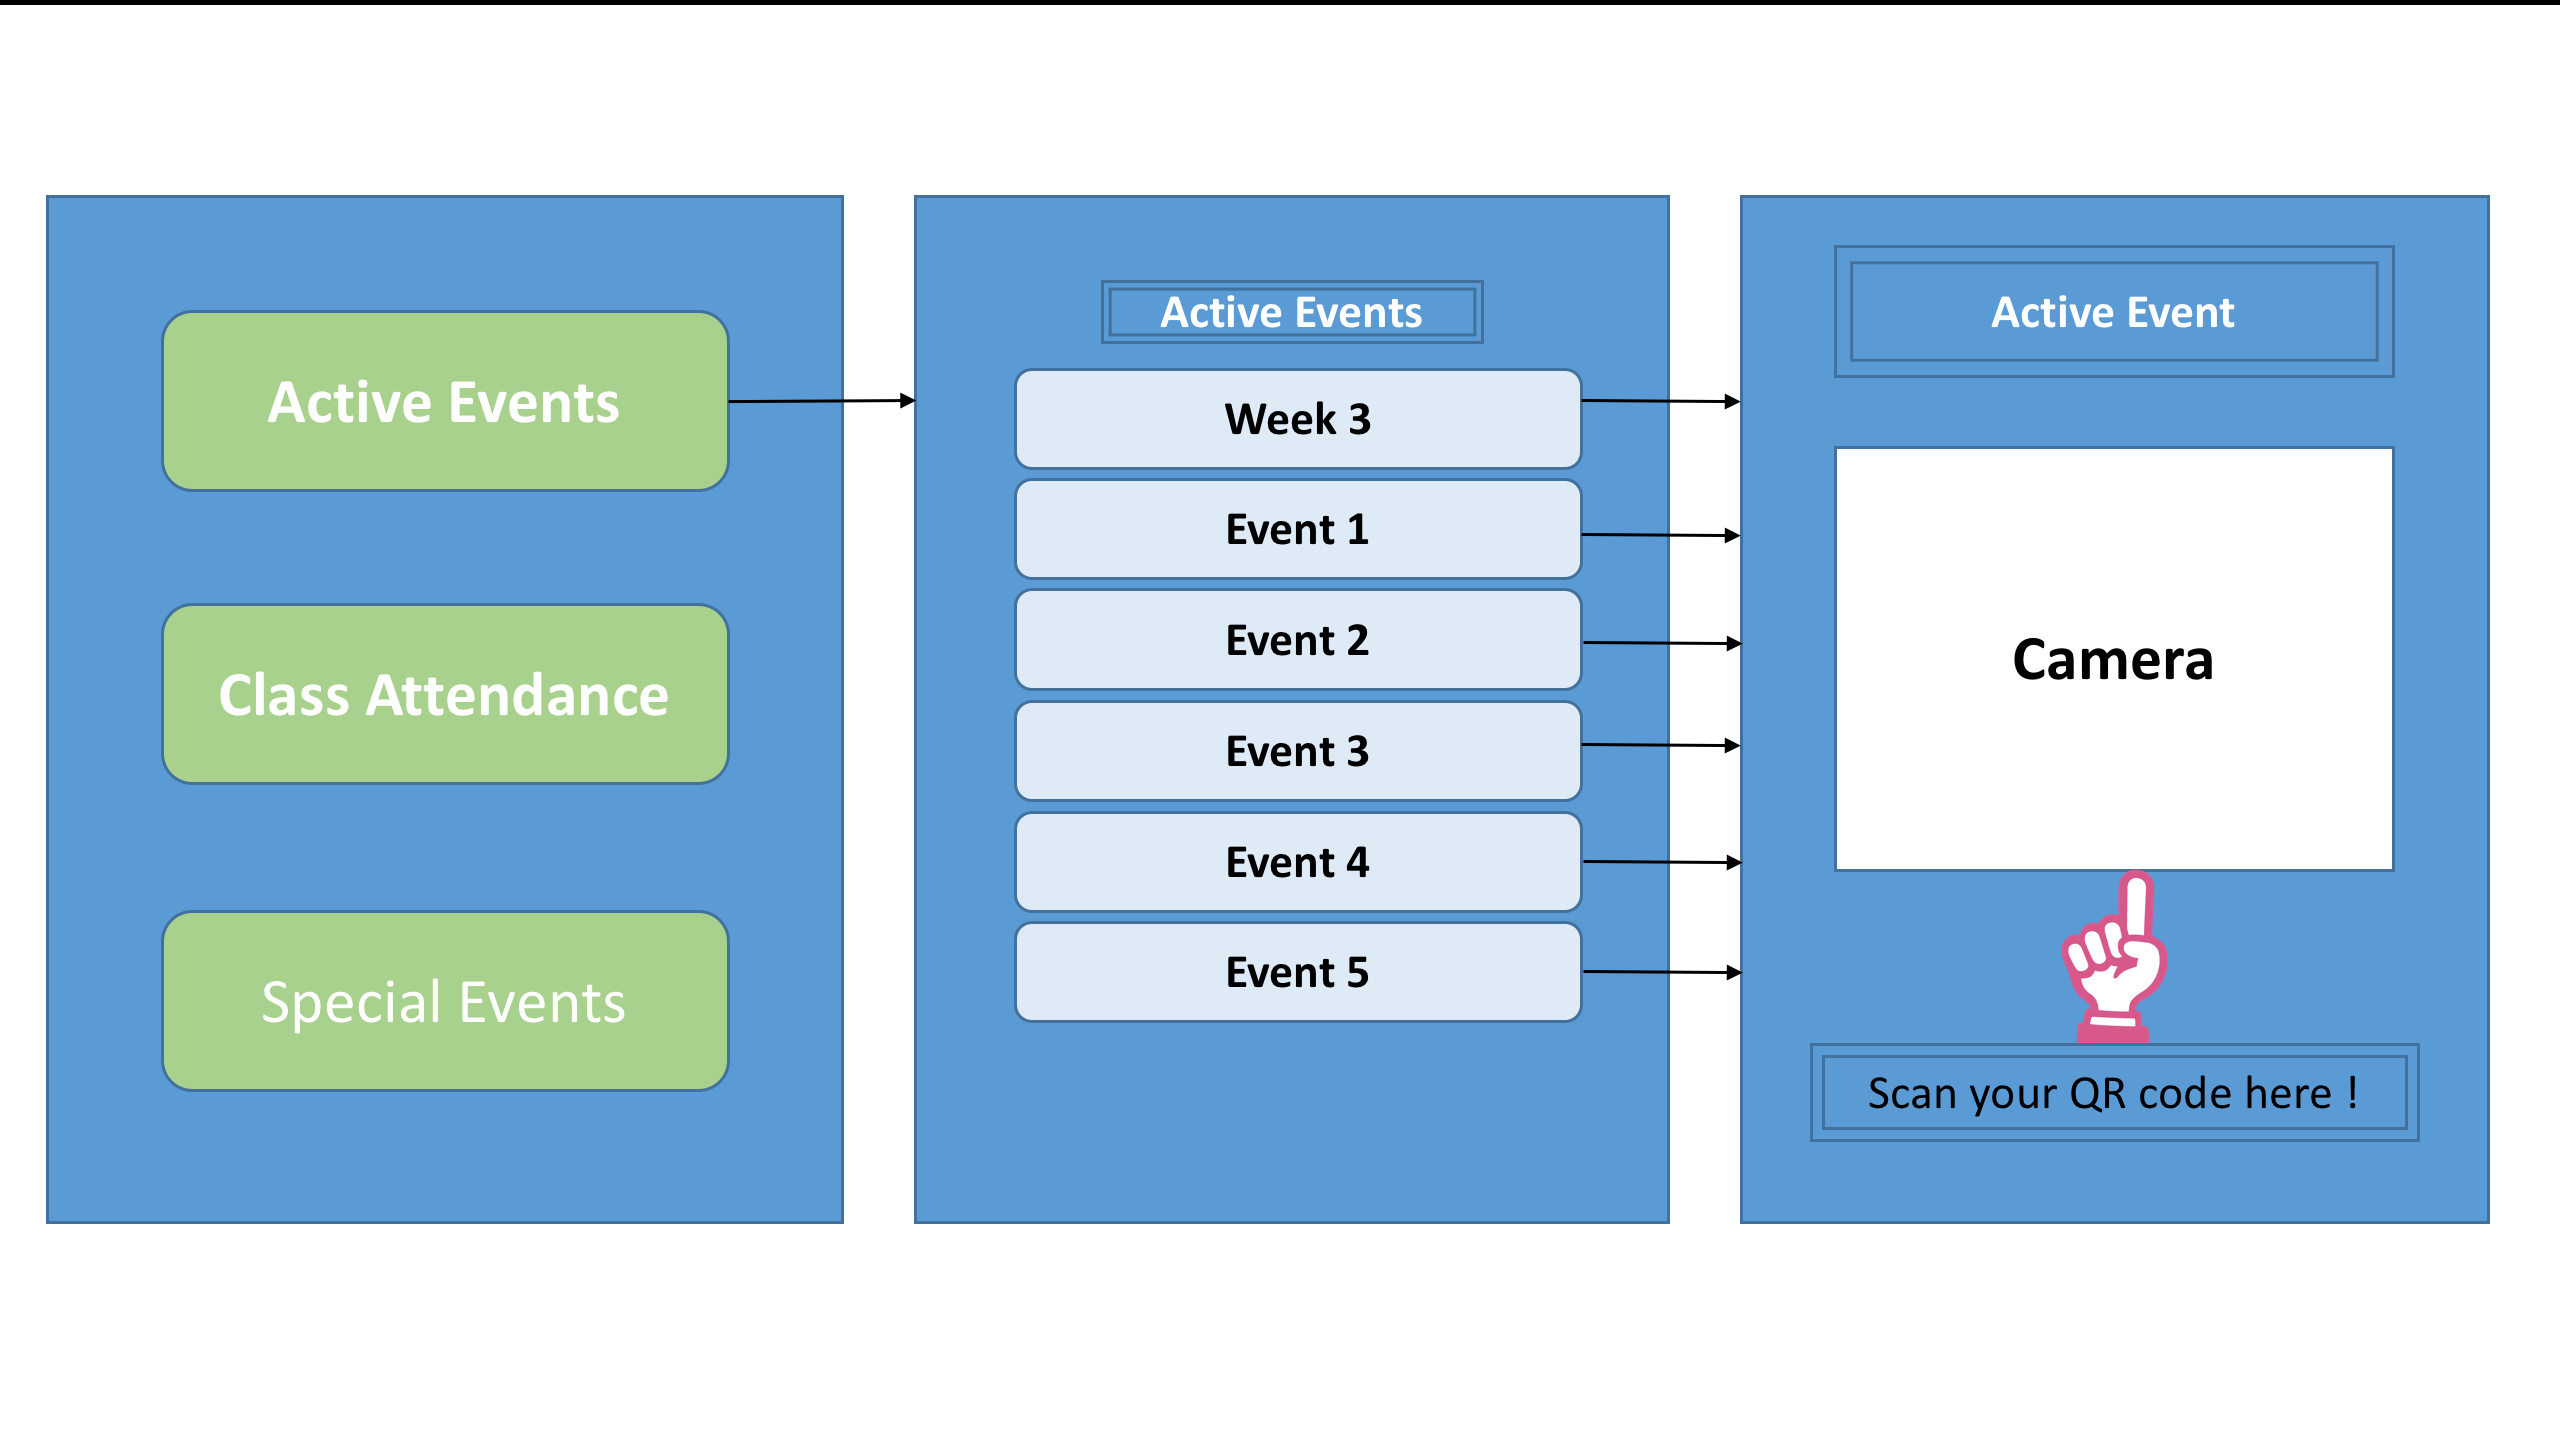 Active Events
Class Attendance
Special Events
Active Events
Week 3
Event 1
Event 2
Event 3
Event 4
Event 5
Active Event
Camera
Scan your QR code here !